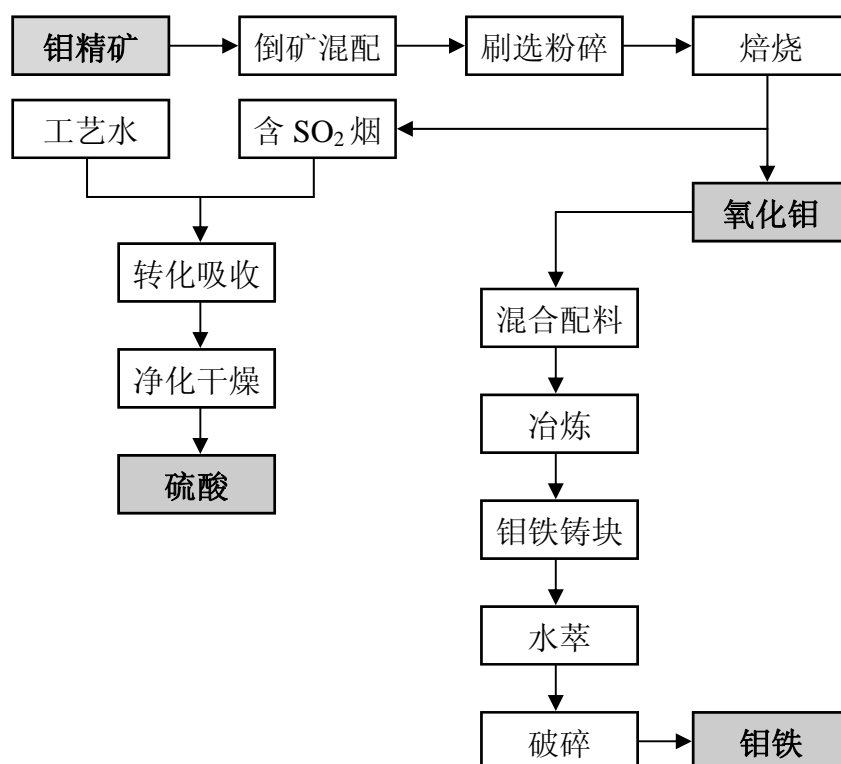 钼精矿
倒矿混配
刷选粉碎
焙烧
工艺水
含 SO₂ 烟
氧化钼
转化吸收
混合配料
净化干燥
冶炼
硫酸
钼铁铸块
水萃
破碎
钼铁